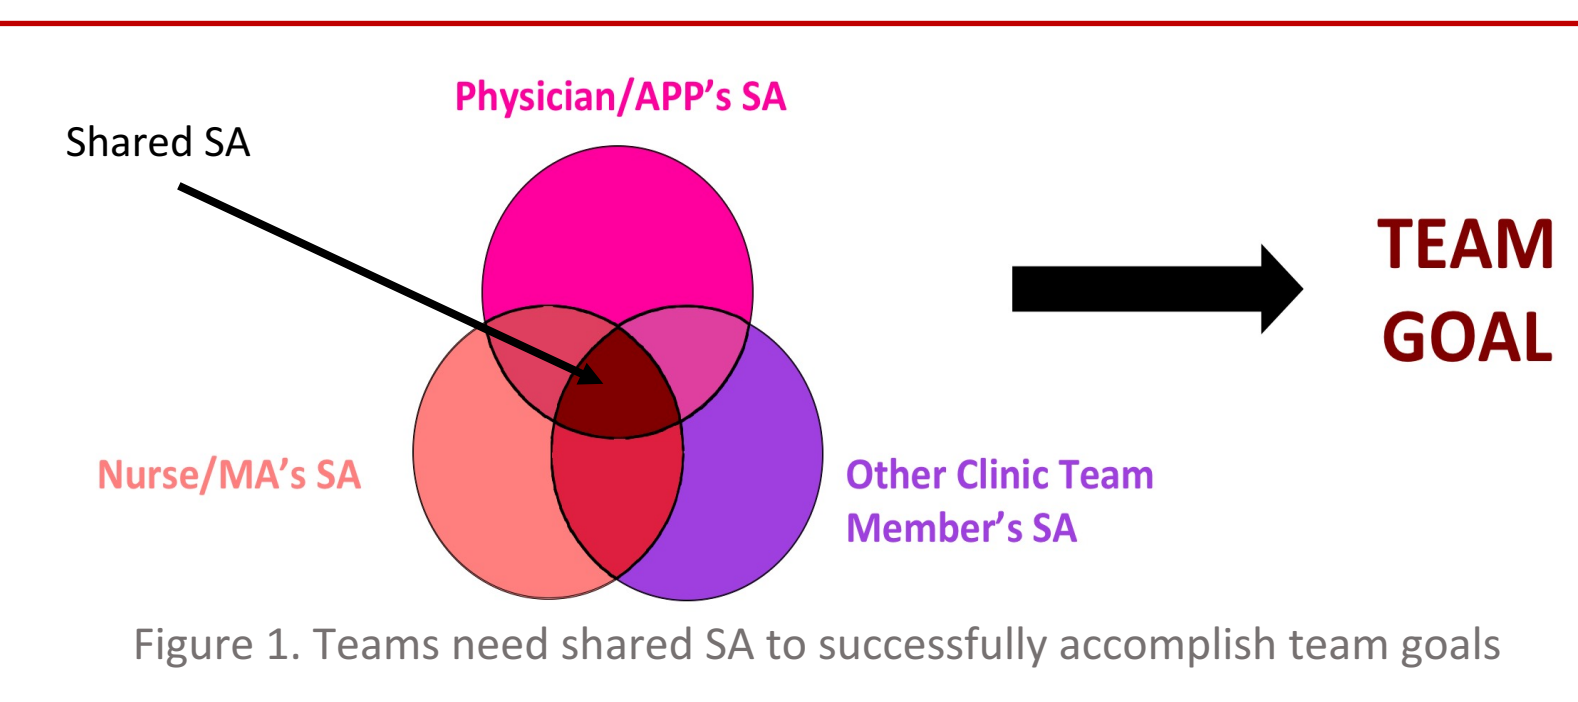 Physician/APP’s SA
Shared SA
TEAM
GOAL
Nurse/MA’s SA
Other Clinic Team
Member’s SA
Figure 1. Teams need shared SA to successfully accomplish team goals